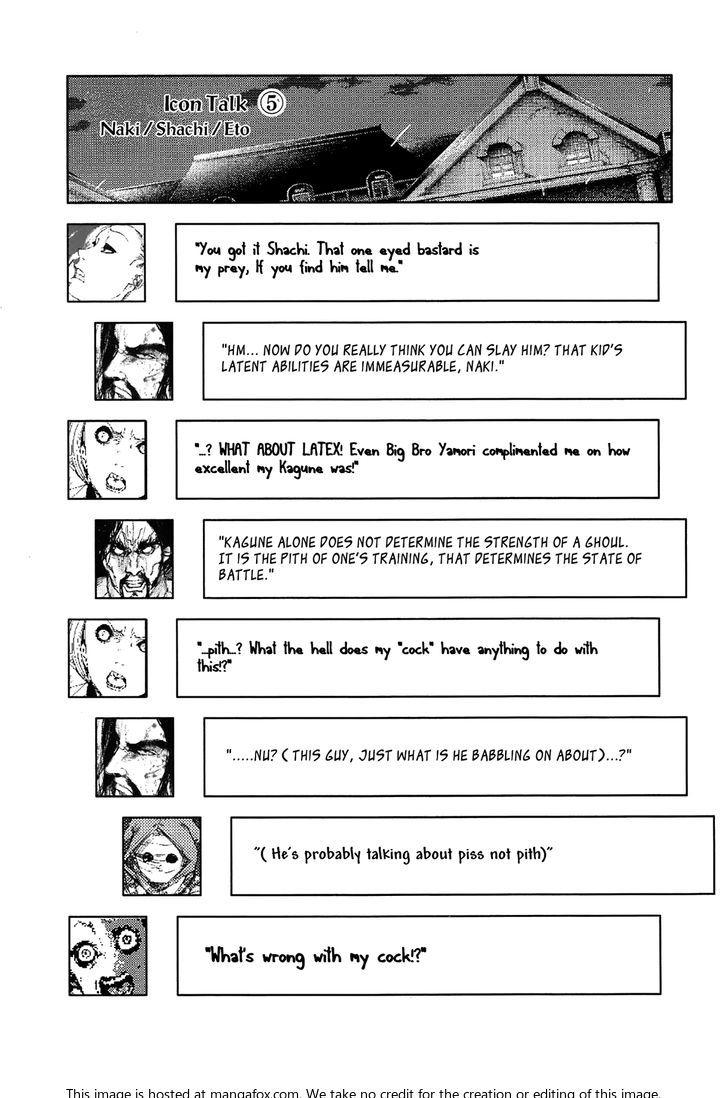 Icon Talk ⑤
Naki / Shachi / Eto
"You got it Shachi. That one eyed bastard is
my prey, If you find him tell me."
"HM... NOW DO YOU REALLY THINK YOU CAN SLAY HIM? THAT KID'S
LATENT ABILITIES ARE IMMEASURABLE, NAKI."
"...? WHAT ABOUT LATEX! Even Big Bro Yamori complimented me on how
excellent my Kagune was!"
"KAGUNE ALONE DOES NOT DETERMINE THE STRENGTH OF A GHOUL.
IT IS THE PITH OF ONE'S TRAINING, THAT DETERMINES THE STATE OF
BATTLE."
"...pith...? What the hell does my "cock" have anything to do with
this!?"
".....NU? ( THIS GUY, JUST WHAT IS HE BABBLING ON ABOUT)...?"
"( He's probably talking about piss not pith)"
"What's wrong with my cock!?"
This image is hosted at mangafox.com. We take no credit for the creation or editing of this image.